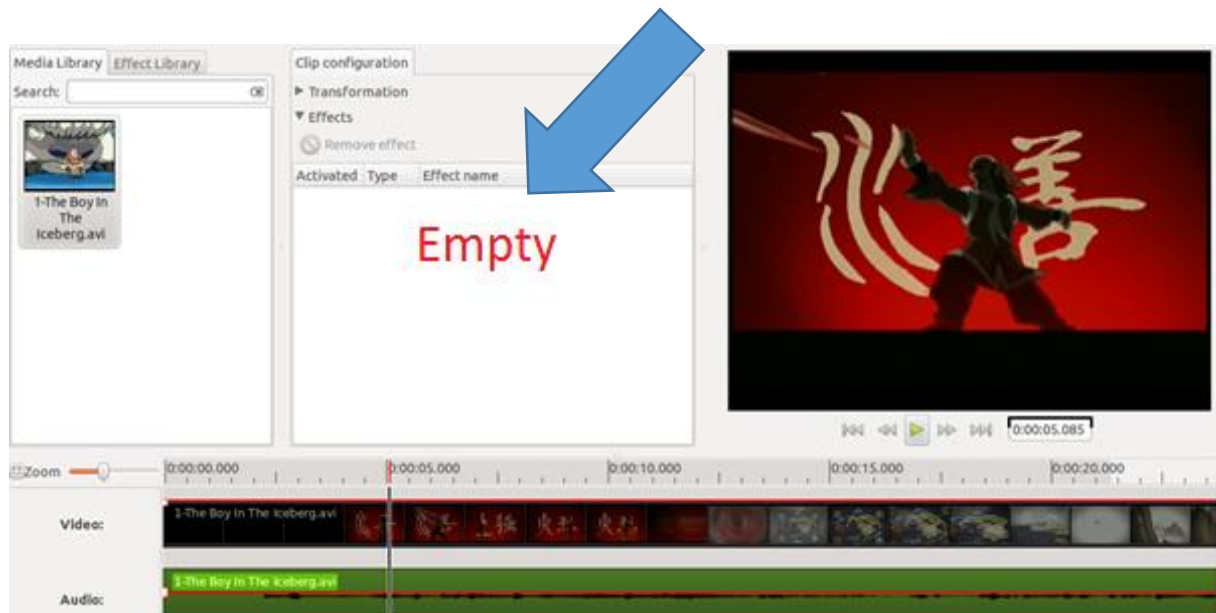 Media Library Effect Library
Search:
1-The Boy In
The
Iceberg.avi
Clip configuration
Transformation
Effects
Remove effect
Activated Type Effect name
Empty
善
0:00:05.085
Zoom
0:00:00.000 0:00:05.000 0:00:10.000 0:00:15.000 0:00:20.000
Video:
1-The Boy In The Iceberg.avi
Audio:
1-The Boy In The Iceberg.avi